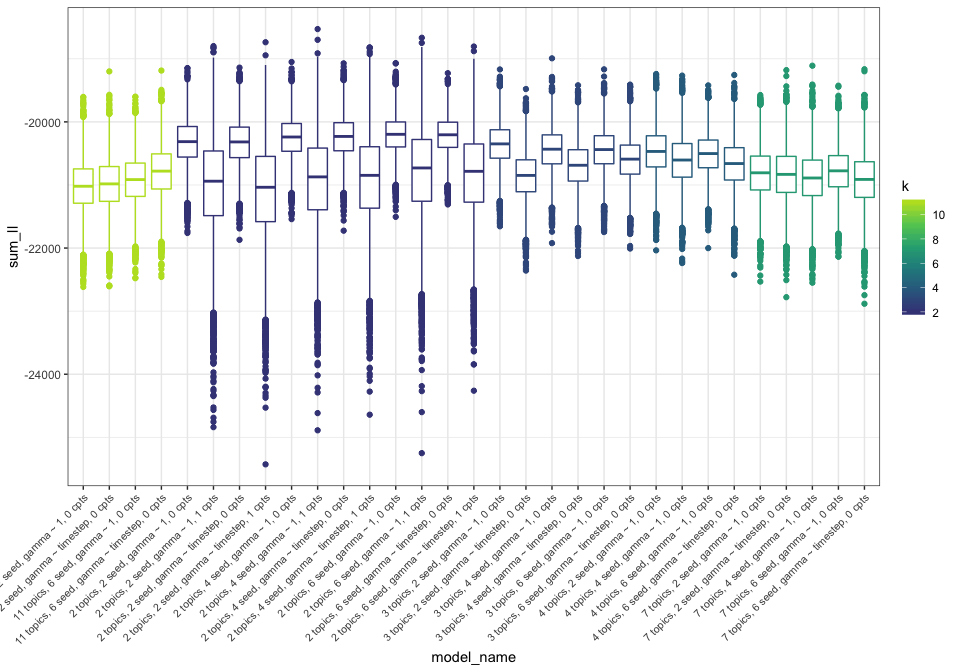 -20000
-22000
-24000
sum_ll
2 seed, gamma ~ 1, 0 cpts
2 seed, gamma ~ timestep, 0 cpts
11 topics, 6 seed, gamma ~ 1, 0 cpts
11 topics, 6 seed, gamma ~ timestep, 0 cpts
2 topics, 2 seed, gamma ~ 1, 0 cpts
2 topics, 2 seed, gamma ~ 1, 1 cpts
2 topics, 2 seed, gamma ~ timestep, 0 cpts
2 topics, 2 seed, gamma ~ timestep, 1 cpts
2 topics, 4 seed, gamma ~ 1, 0 cpts
2 topics, 4 seed, gamma ~ 1, 1 cpts
2 topics, 4 seed, gamma ~ timestep, 0 cpts
2 topics, 4 seed, gamma ~ timestep, 1 cpts
2 topics, 6 seed, gamma ~ 1, 0 cpts
2 topics, 6 seed, gamma ~ 1, 1 cpts
2 topics, 6 seed, gamma ~ timestep, 0 cpts
2 topics, 6 seed, gamma ~ timestep, 1 cpts
3 topics, 2 seed, gamma ~ 1, 0 cpts
3 topics, 2 seed, gamma ~ timestep, 0 cpts
3 topics, 4 seed, gamma ~ 1, 0 cpts
3 topics, 4 seed, gamma ~ timestep, 0 cpts
3 topics, 6 seed, gamma ~ 1, 0 cpts
3 topics, 6 seed, gamma ~ timestep, 0 cpts
4 topics, 2 seed, gamma ~ 1, 0 cpts
4 topics, 4 seed, gamma ~ 1, 0 cpts
4 topics, 6 seed, gamma ~ 1, 0 cpts
4 topics, 6 seed, gamma ~ timestep, 0 cpts
7 topics, 2 seed, gamma ~ 1, 0 cpts
7 topics, 2 seed, gamma ~ timestep, 0 cpts
7 topics, 4 seed, gamma ~ 1, 0 cpts
7 topics, 6 seed, gamma ~ 1, 0 cpts
7 topics, 6 seed, gamma ~ timestep, 0 cpts
model_name
k
10
8
6
4
2